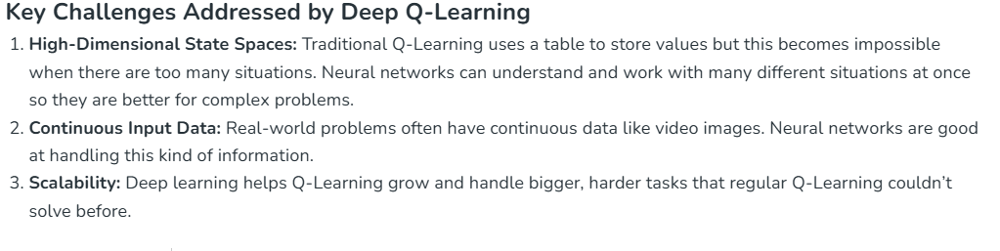 Key Challenges Addressed by Deep Q-Learning
1. High-Dimensional State Spaces: Traditional Q-Learning uses a table to store values but this becomes impossible
when there are too many situations. Neural networks can understand and work with many different situations at once
so they are better for complex problems.
2. Continuous Input Data: Real-world problems often have continuous data like video images. Neural networks are good
at handling this kind of information.
3. Scalability: Deep learning helps Q-Learning grow and handle bigger, harder tasks that regular Q-Learning couldn't
solve before.